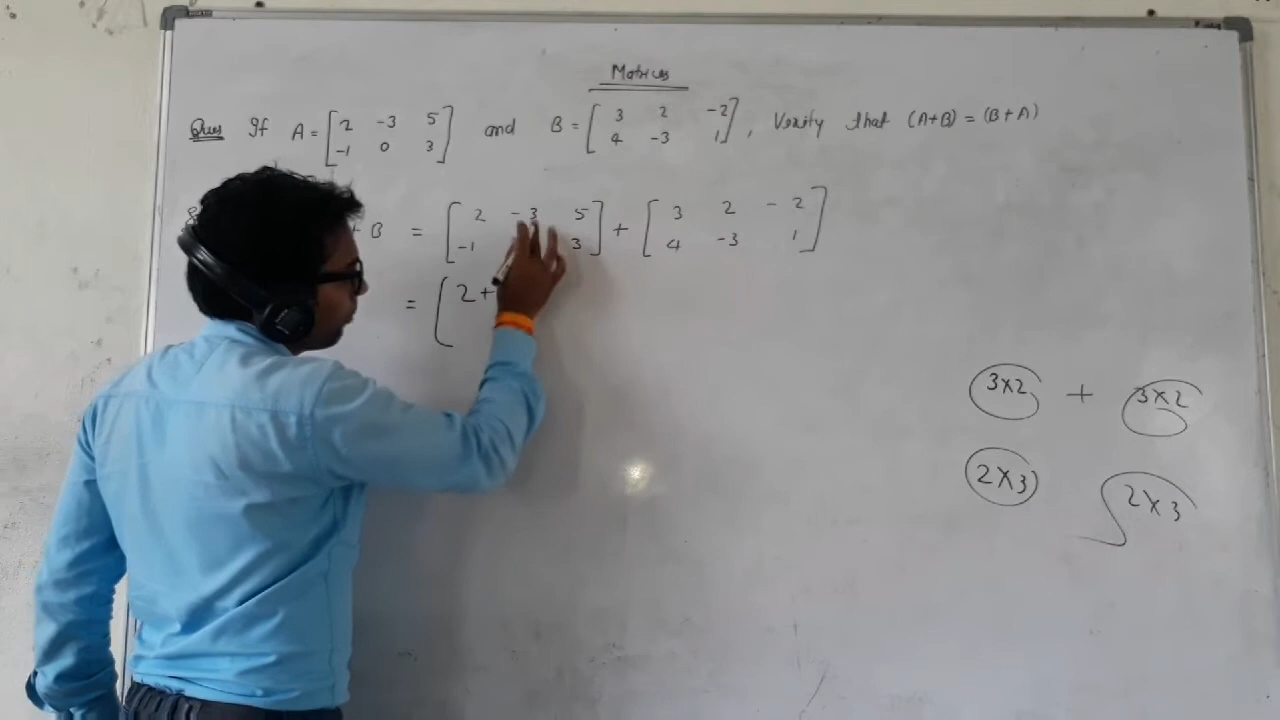 Matrices
Ques If A = [ 2 -3 5 ] and B = [ 3 2 -2 ] , Verify that (A+B) = (B+A)
[ -1 0 3 ] [ 4 -3 1 ]
+ B = [ 2 -3 5 ] + [ 3 2 -2 ]
[ -1 3 ] [ 4 -3 1 ]
= [ 2 +
3x2 + 3x2
2x3 2x3